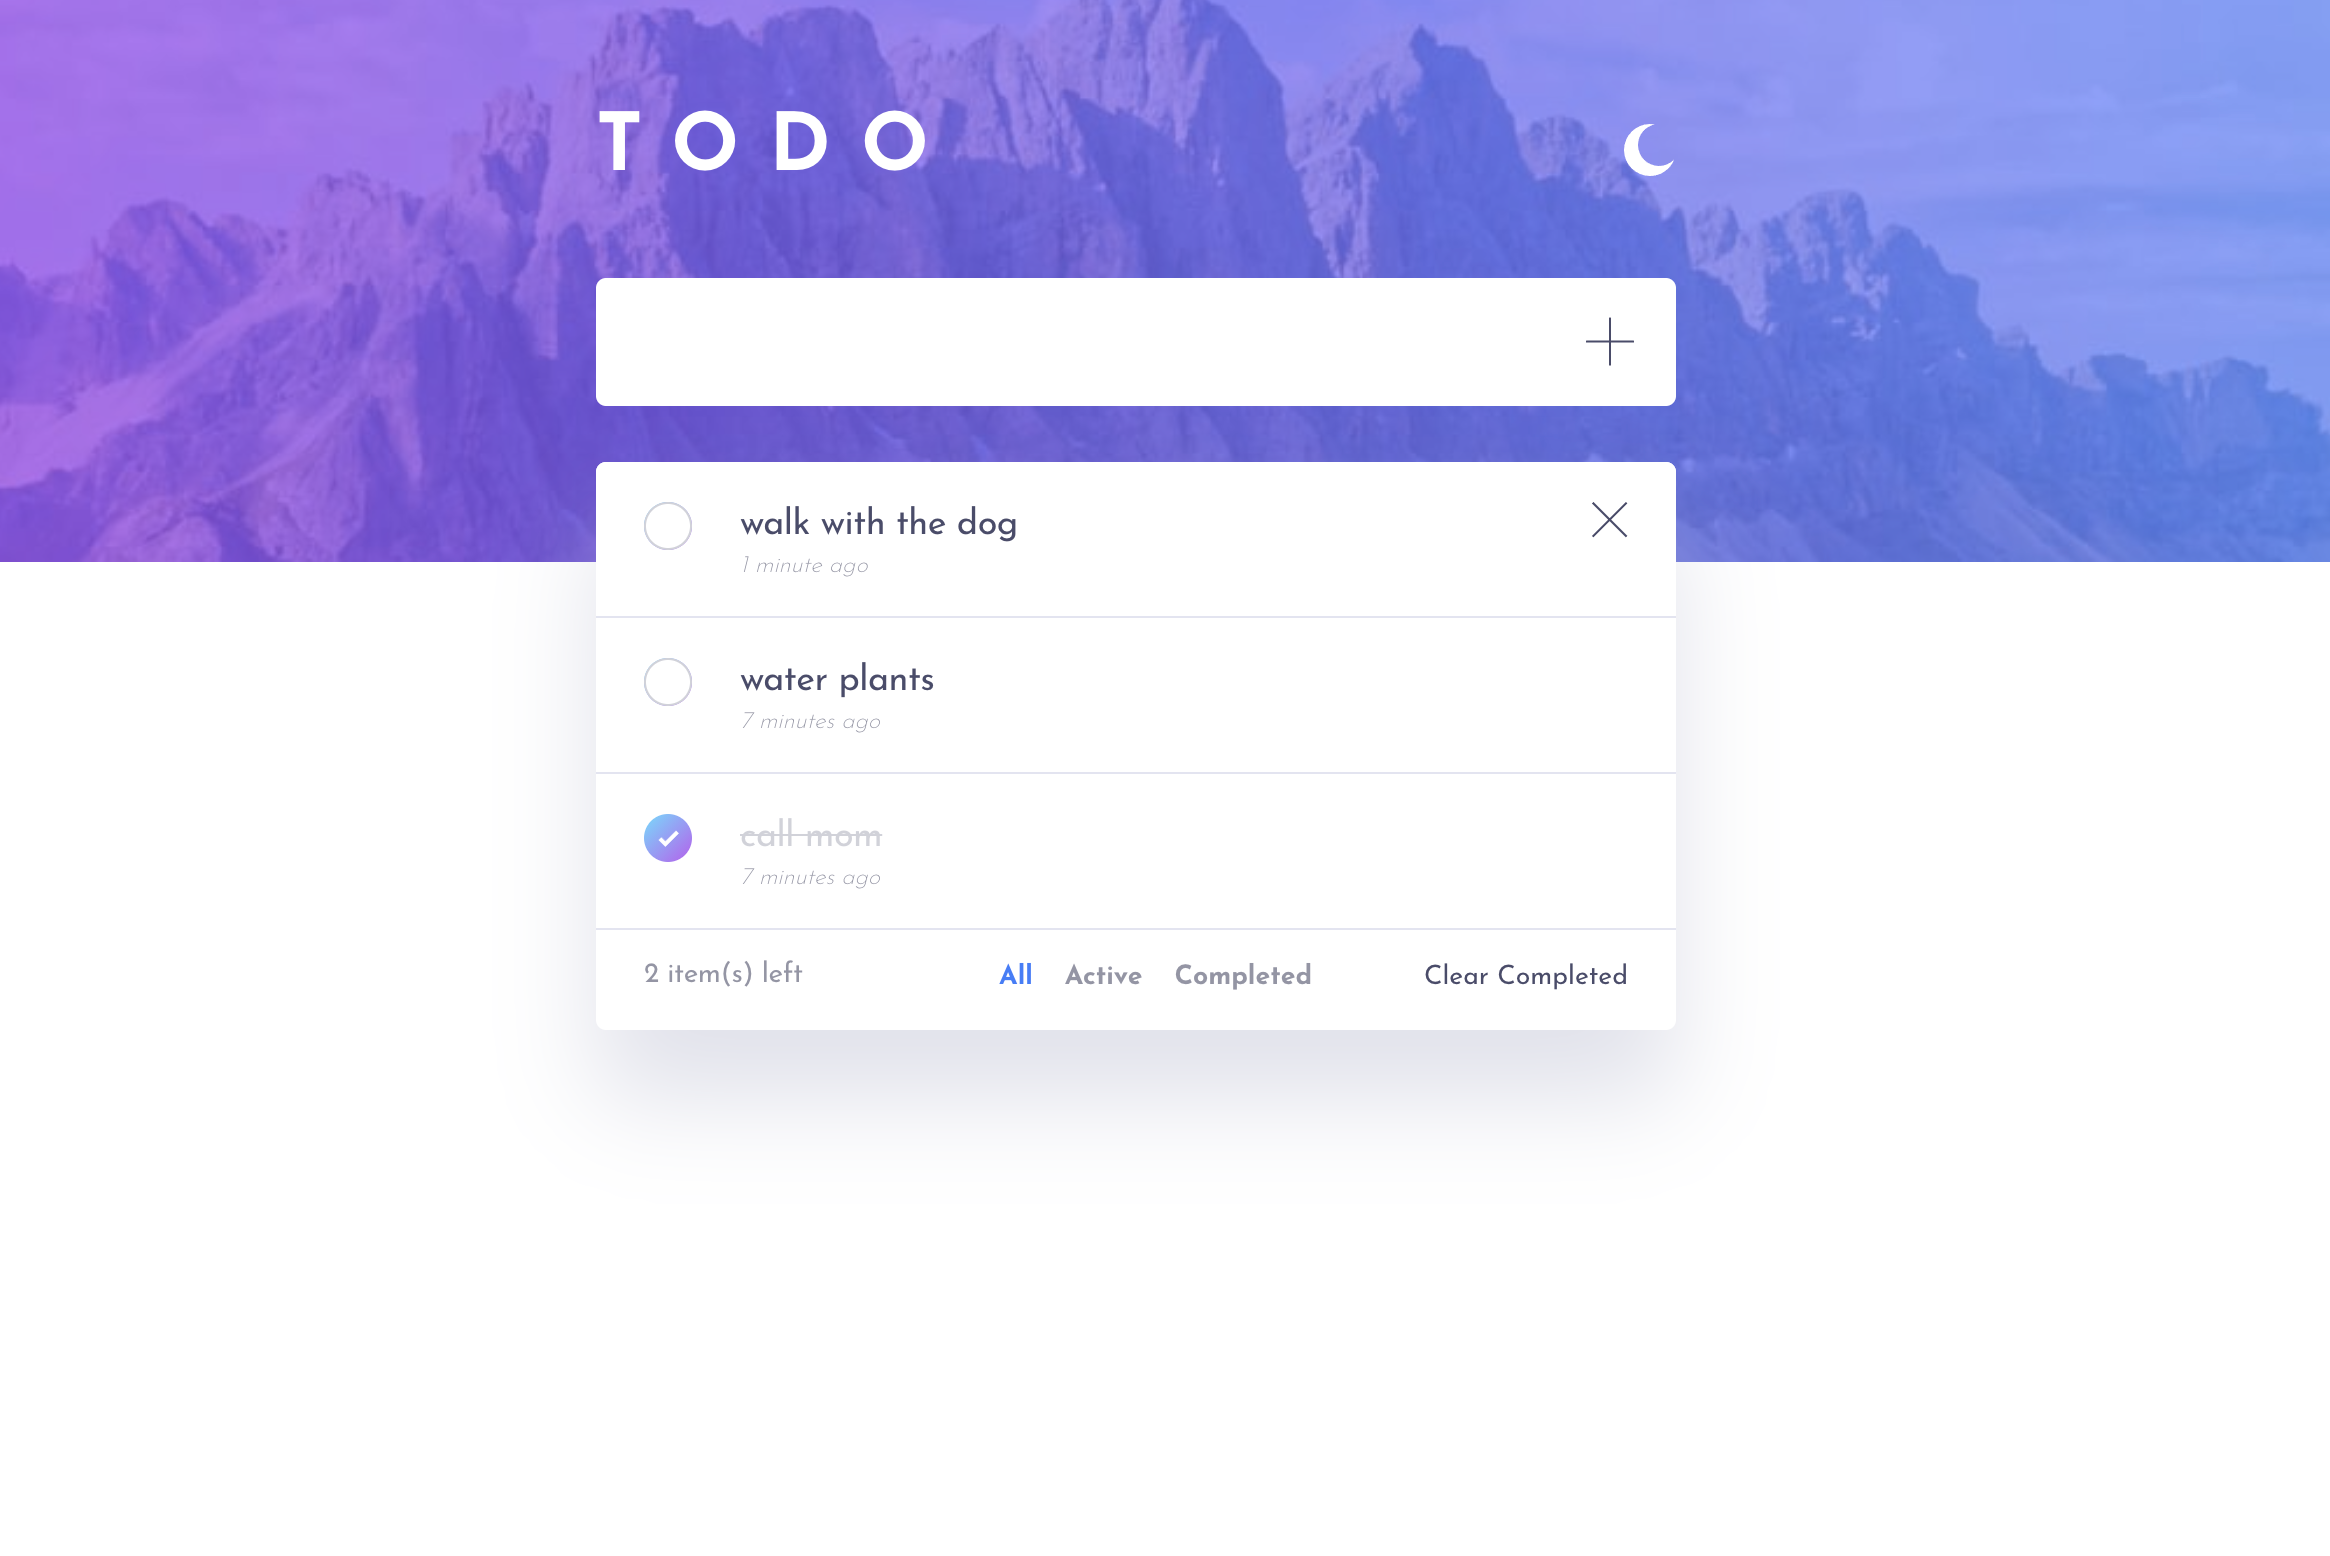 TODO
walk with the dog
1 minute ago
water plants
7 minutes ago
call mom
7 minutes ago
2 item(s) left All Active Completed Clear Completed